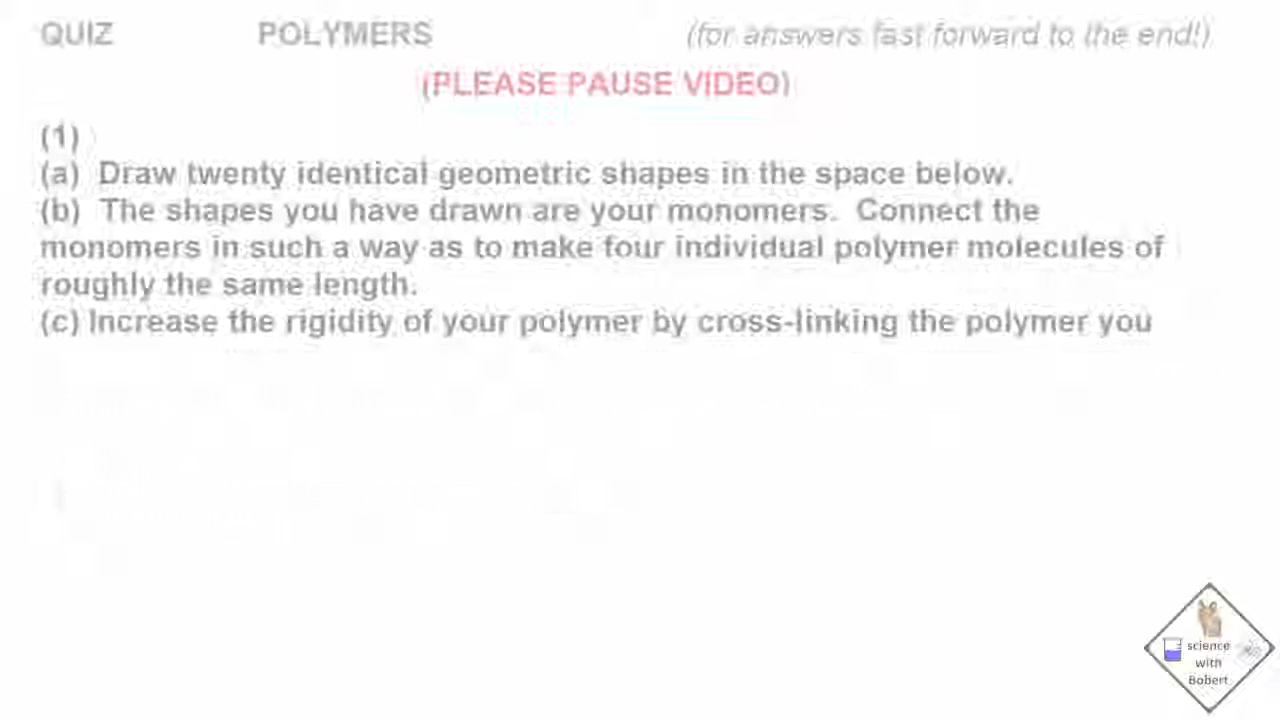 QUIZ POLYMERS (for answers fast forward to the end!)
(PLEASE PAUSE VIDEO)
(1)
(a) Draw twenty identical geometric shapes in the space below.
(b) The shapes you have drawn are your monomers. Connect the
monomers in such a way as to make four individual polymer molecules of
roughly the same length.
(c) Increase the rigidity of your polymer by cross-linking the polymer you
science
with
Bobert